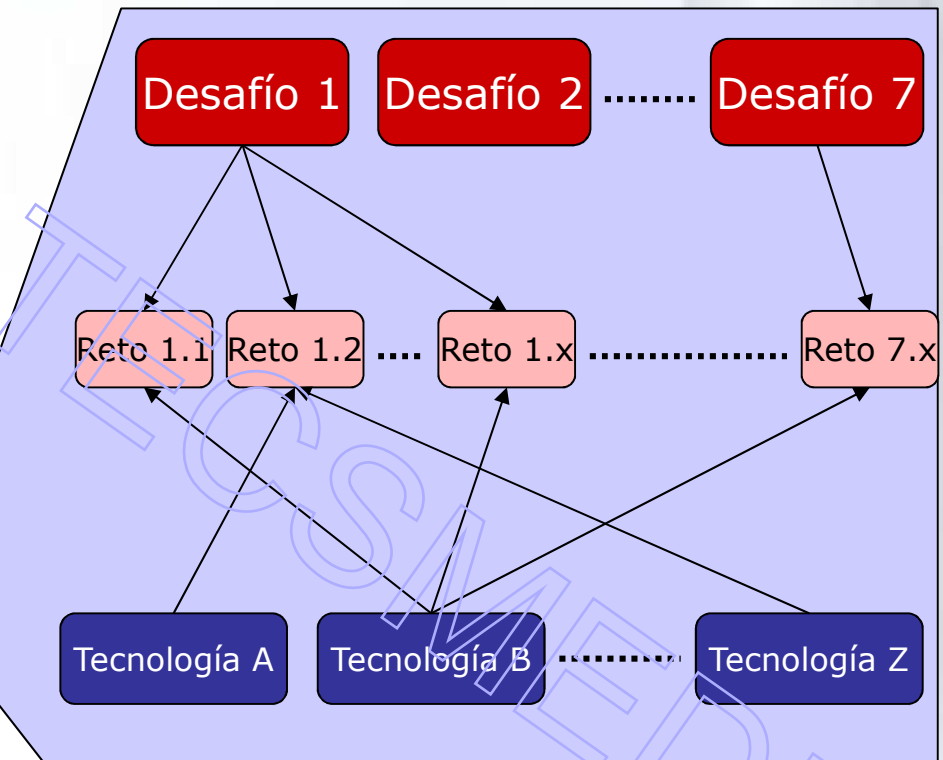 Desafío 1 Desafío 2 Desafío 7
Reto 1.1 Reto 1.2 Reto 1.x Reto 7.x
Tecnología A Tecnología B Tecnología Z
TECSMED